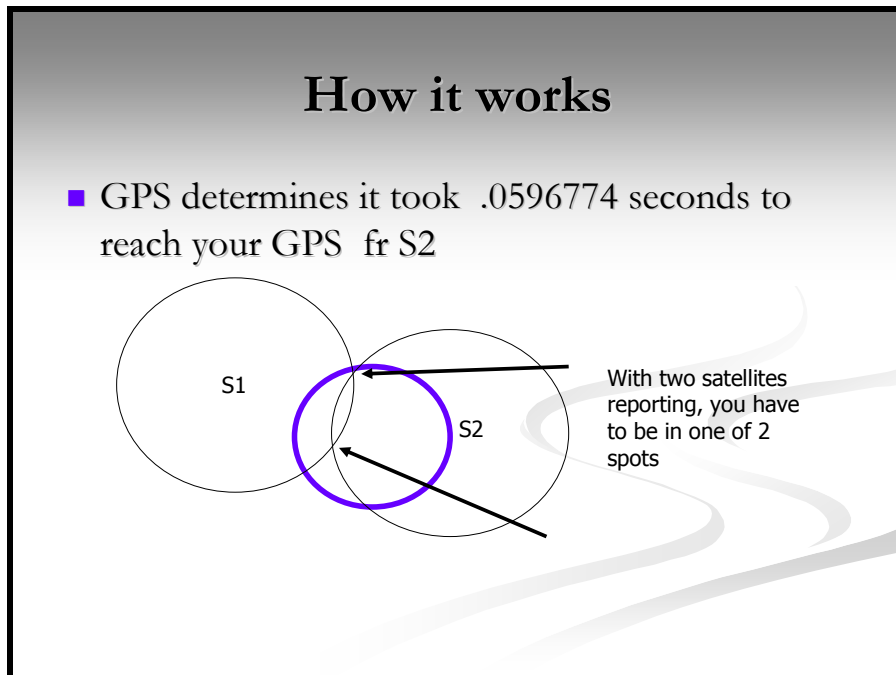 How it works
GPS determines it took .0596774 seconds to
reach your GPS fr S2
S1
S2
With two satellites
reporting, you have
to be in one of 2
spots